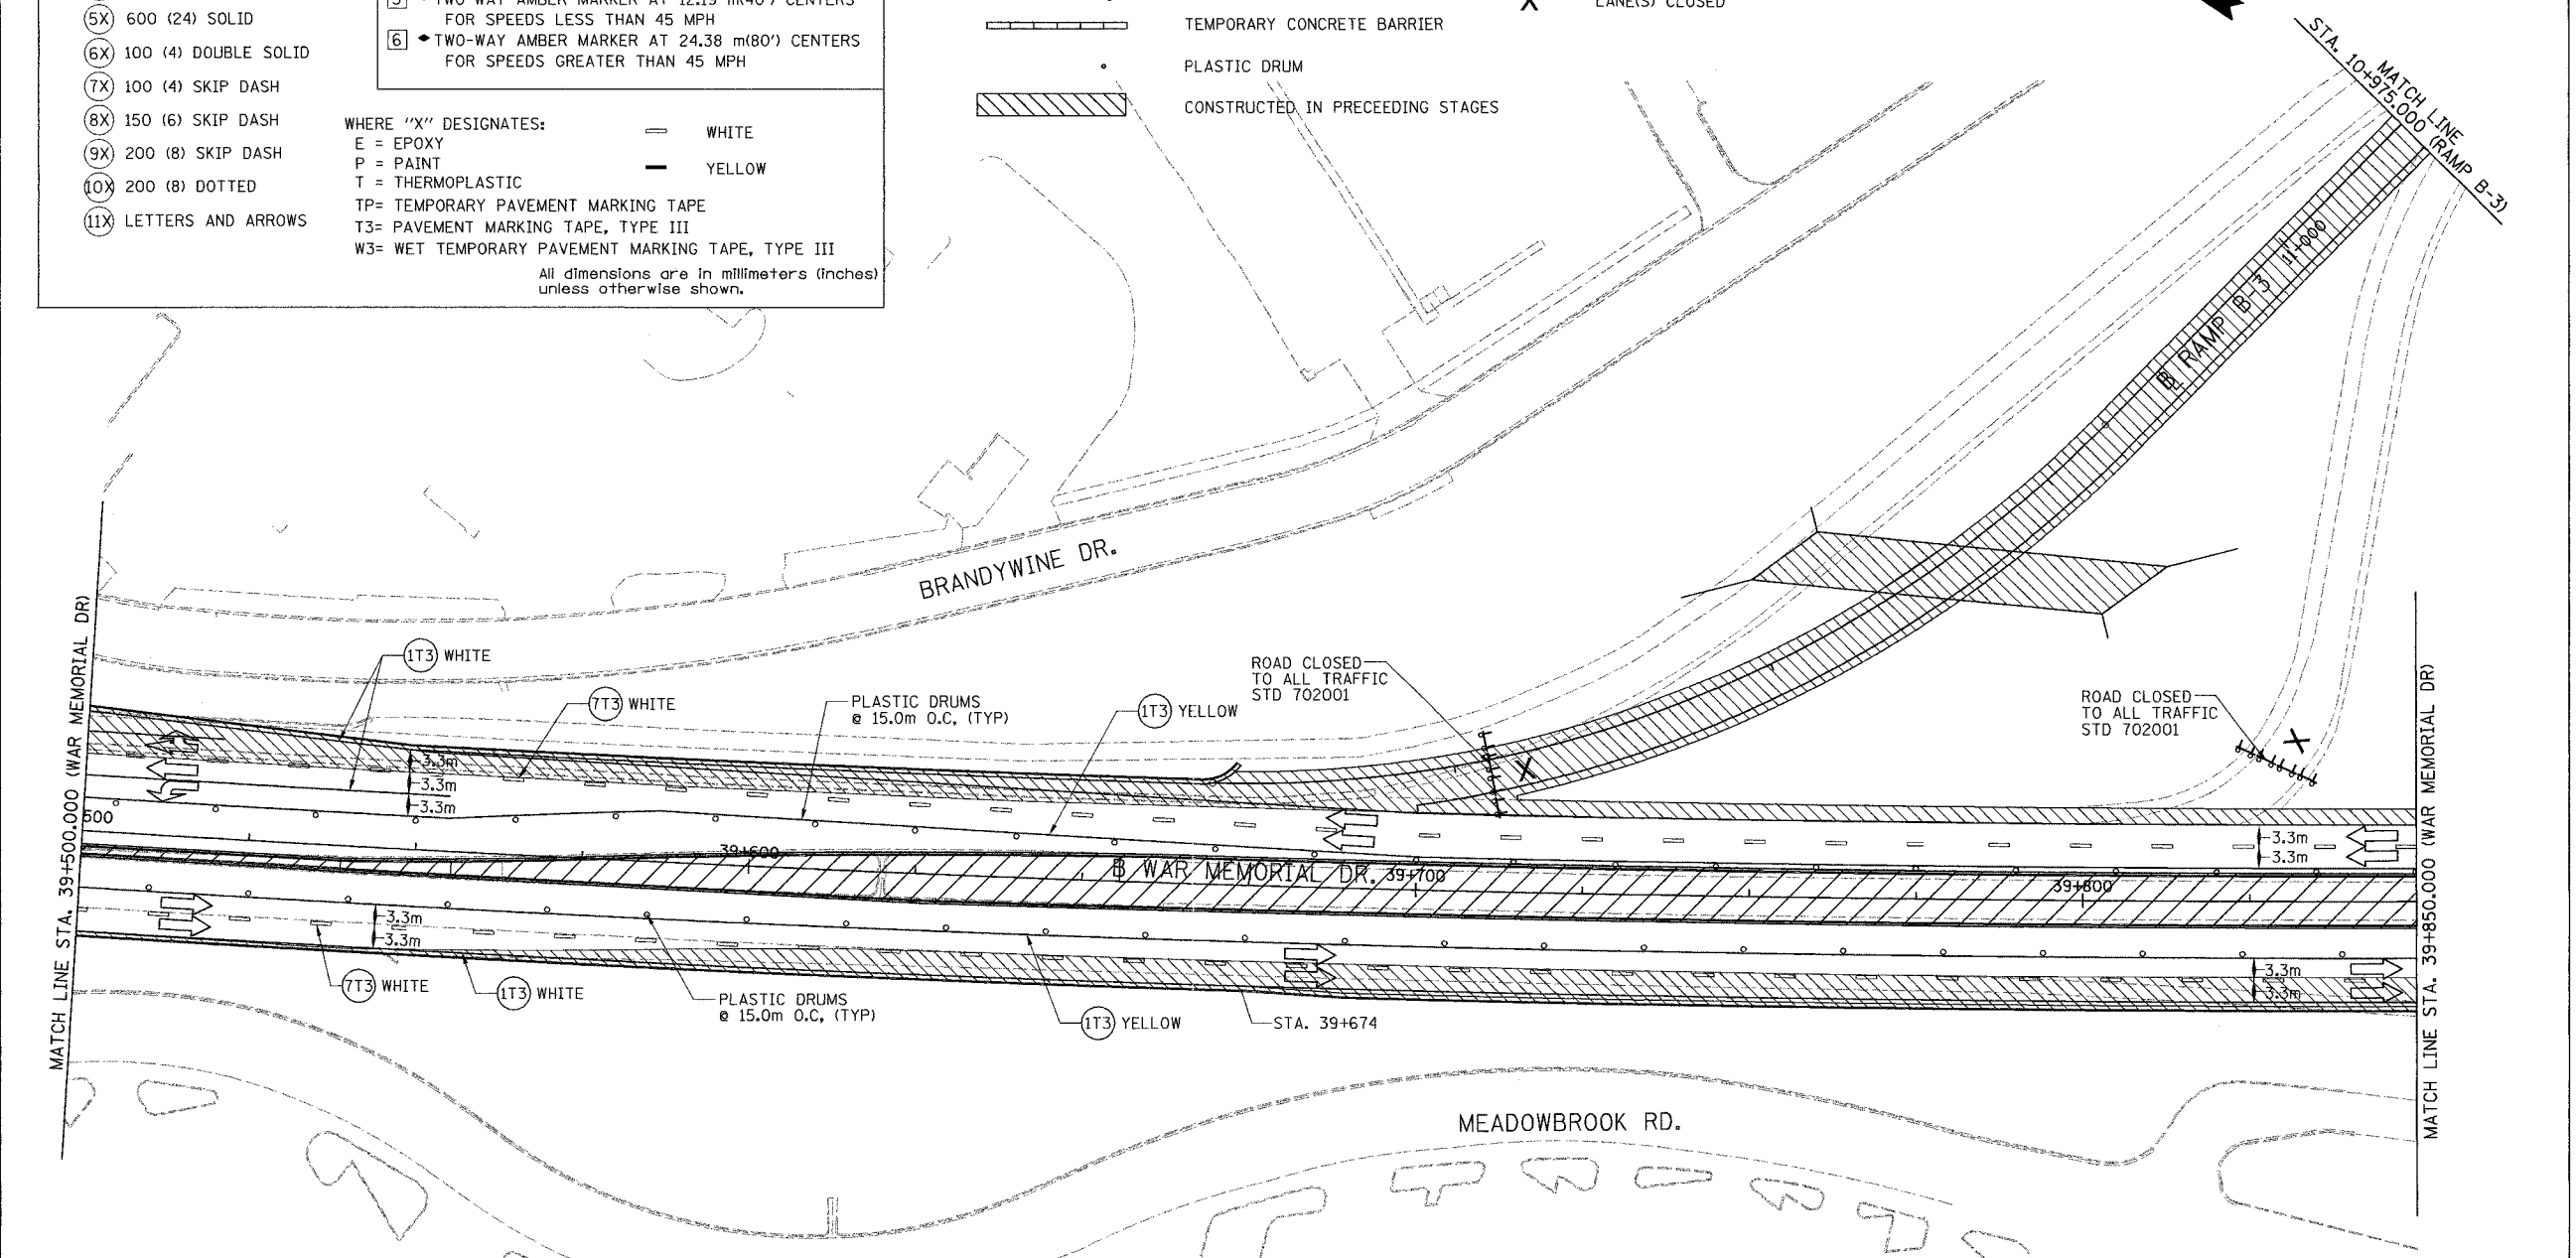 5X 600 (24) SOLID
6X 100 (4) DOUBLE SOLID
7X 100 (4) SKIP DASH
8X 150 (6) SKIP DASH
9X 200 (8) SKIP DASH
10X 200 (8) DOTTED
11X LETTERS AND ARROWS
FOR SPEEDS LESS THAN 45 MPH
6 TWO-WAY AMBER MARKER AT 24.38 m(80') CENTERS
FOR SPEEDS GREATER THAN 45 MPH
WHERE "X" DESIGNATES:
E = EPOXY
P = PAINT
T = THERMOPLASTIC
TP= TEMPORARY PAVEMENT MARKING TAPE
T3= PAVEMENT MARKING TAPE, TYPE III
W3= WET TEMPORARY PAVEMENT MARKING TAPE, TYPE III
WHITE
YELLOW
All dimensions are in millimeters (inches)
unless otherwise shown.
TEMPORARY CONCRETE BARRIER
PLASTIC DRUM
CONSTRUCTED IN PRECEEDING STAGES
X LANE(S) CLOSED
MATCH LINE
STA. 10+975.000 (RAMP B-3)
11+000
B RAMP B-3
BRANDYWINE DR.
1T3 WHITE
7T3 WHITE
PLASTIC DRUMS
@ 15.0m O.C. (TYP)
1T3 YELLOW
ROAD CLOSED
TO ALL TRAFFIC
STD 702001
ROAD CLOSED
TO ALL TRAFFIC
STD 702001
X
X
3.3m
3.3m
3.3m
500
39+600
B WAR MEMORIAL DR.
39+700
39+800
3.3m
3.3m
3.3m
3.3m
3.3m
3.3m
7T3 WHITE
1T3 WHITE
PLASTIC DRUMS
@ 15.0m O.C. (TYP)
1T3 YELLOW
STA. 39+674
MEADOWBROOK RD.
MATCH LINE STA. 39+500.000 (WAR MEMORIAL DR)
MATCH LINE STA. 39+850.000 (WAR MEMORIAL DR)